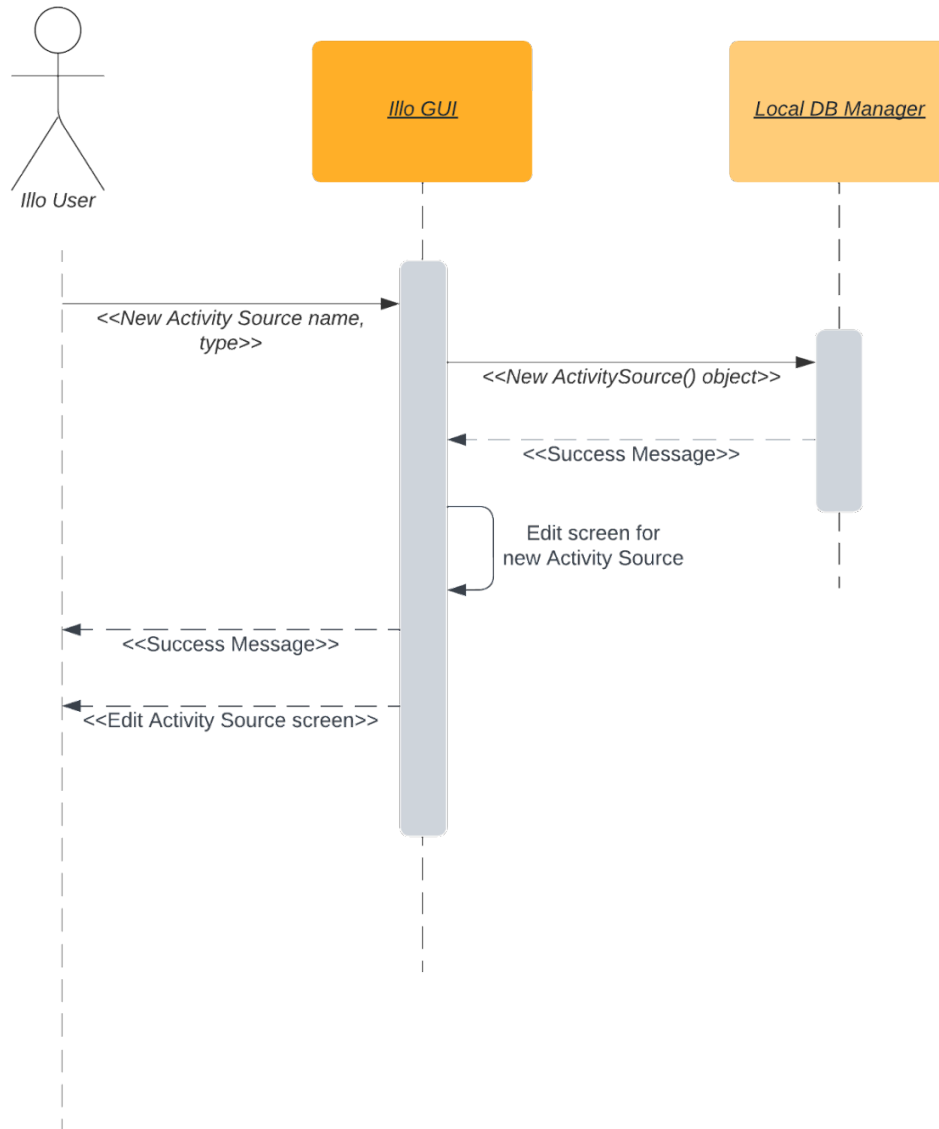 Illo GUI
Local DB Manager
Illo User
<<New Activity Source name,
type>>
<<New ActivitySource() object>>
<<Success Message>>
Edit screen for
new Activity Source
<<Success Message>>
<<Edit Activity Source screen>>